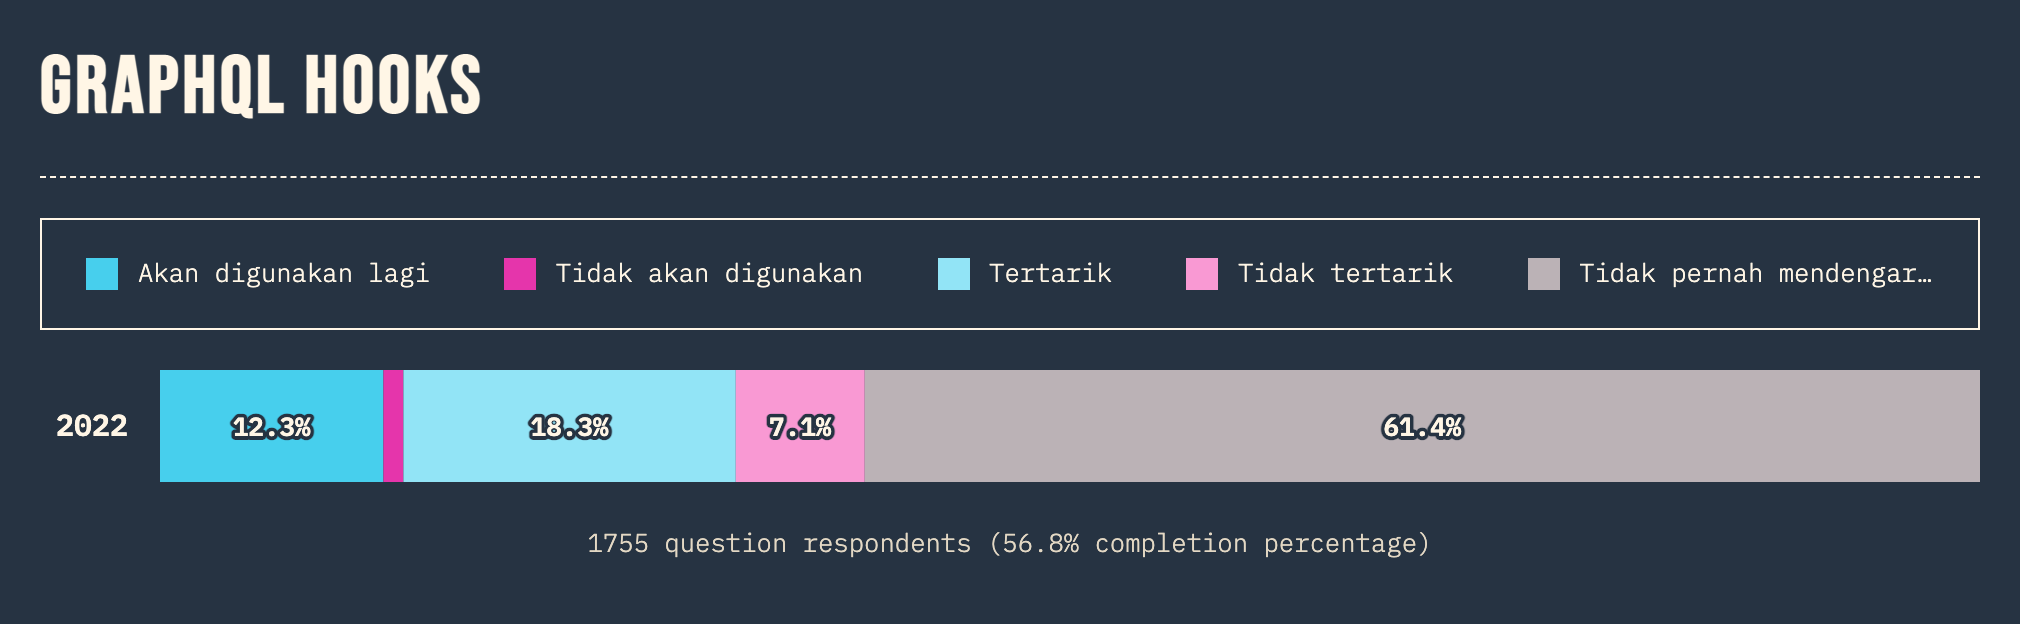 GRAPHQL HOOKS
Akan digunakan lagi Tidak akan digunakan Tertarik Tidak tertarik Tidak pernah mendengar…
2022 12.3% 18.3% 7.1% 61.4%
1755 question respondents (56.8% completion percentage)